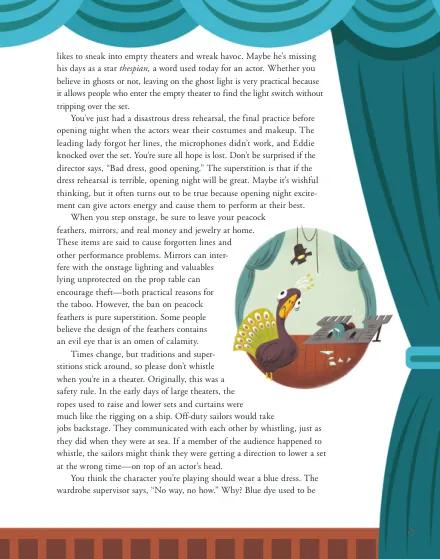 likes to sneak into empty theaters and wreak havoc. Maybe he's missing
his days as a star thespian, a word used today for an actor. Whether you
believe in ghosts or not, leaving on the ghost light is very practical because
it allows people who enter the empty theater to find the light switch without
tripping over the set.
You've just had a disastrous dress rehearsal, the final practice before
opening night when the actors wear their costumes and makeup. The
leading lady forgot her lines, the microphones didn't work, and Eddie
knocked over the set. You're sure all hope is lost. Don't be surprised if the
director says, "Bad dress, good opening." The superstition is that if the
dress rehearsal is terrible, opening night will be great. Maybe it's wishful
thinking, but it often turns out to be true because opening night excite-
ment can give actors energy and cause them to perform at their best.
When you step onstage, be sure to leave your peacock
feathers, mirrors, and real money and jewelry at home.
These items are said to cause forgotten lines and
other performance problems. Mirrors can inter-
fere with the onstage lighting and valuables
lying unprotected on the prop table can
encourage theft—both practical reasons for
the taboo. However, the ban on peacock
feathers is pure superstition. Some people
believe the design of the feathers contains
an evil eye that is an omen of calamity.
Times change, but traditions and super-
stitions stick around, so please don't whistle
when you're in a theater. Originally, this was a
safety rule. In the early days of large theaters, the
ropes used to raise and lower sets and curtains were
much like the rigging on a ship. Off-duty sailors would take
jobs backstage. They communicated with each other by whistling, just as
they did when they were at sea. If a member of the audience happened to
whistle, the sailors might think they were getting a direction to lower a set
at the wrong time—on top of an actor's head.
You think the character you're playing should wear a blue dress. The
wardrobe supervisor says, "No way, no how." Why? Blue dye used to be